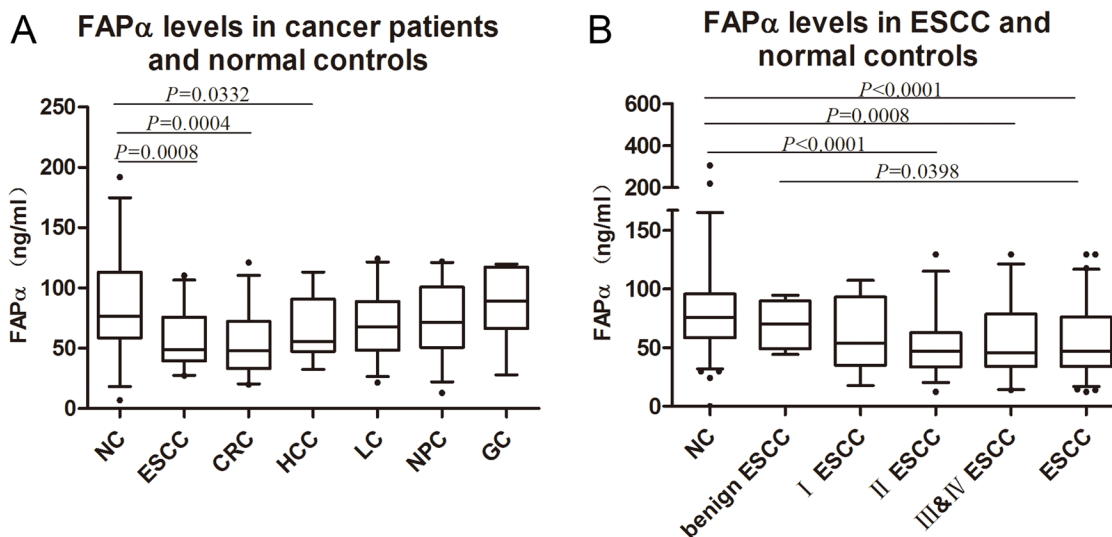 A
FAPα levels in cancer patients
and normal controls
P=0.0332
P=0.0004
P=0.0008
250
200
150
100
50
0
FAPα (ng/ml)
NC
ESCC
CRC
HCC
LC
NPC
GC
B
FAPα levels in ESCC and
normal controls
P<0.0001
P=0.0008
P<0.0001
P=0.0398
600
400
200
150
100
50
0
FAPα (ng/ml)
NC
benign ESCC
Ⅰ ESCC
Ⅱ ESCC
Ⅲ&Ⅳ ESCC
ESCC